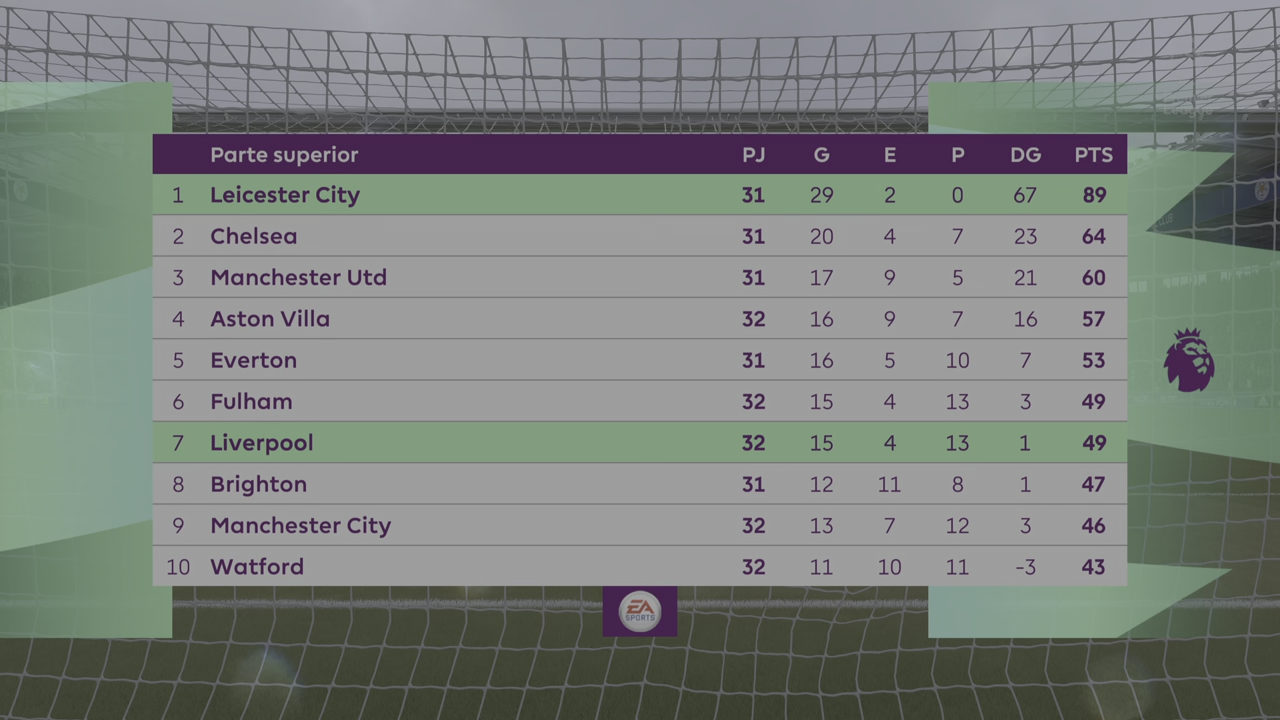 Parte superior PJ G E P DG PTS
1 Leicester City 31 29 2 0 67 89
2 Chelsea 31 20 4 7 23 64
3 Manchester Utd 31 17 9 5 21 60
4 Aston Villa 32 16 9 7 16 57
5 Everton 31 16 5 10 7 53
6 Fulham 32 15 4 13 3 49
7 Liverpool 32 15 4 13 1 49
8 Brighton 31 12 11 8 1 47
9 Manchester City 32 13 7 12 3 46
10 Watford 32 11 10 11 -3 43
EA
SPORTS